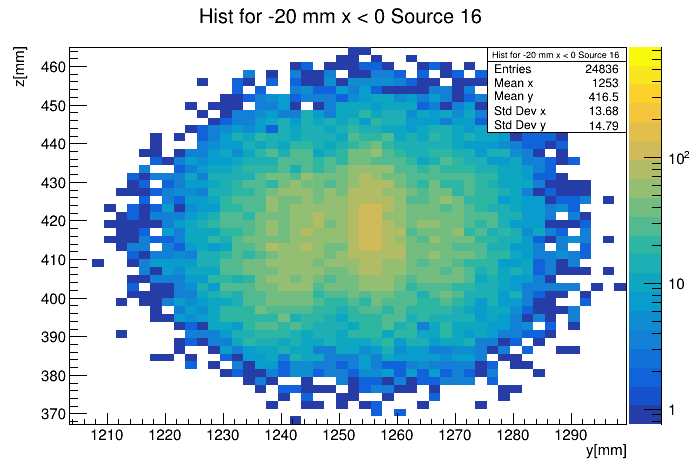 Hist for -20 mm x < 0 Source 16
z[mm]
Hist for -20 mm x < 0 Source 16
Entries 24836
Mean x 1253
Mean y 416.5
Std Dev x 13.68
Std Dev y 14.79
460
450
440
430
420
410
400
390
380
370
1210 1220 1230 1240 1250 1260 1270 1280 1290
y[mm]
10²
10
1